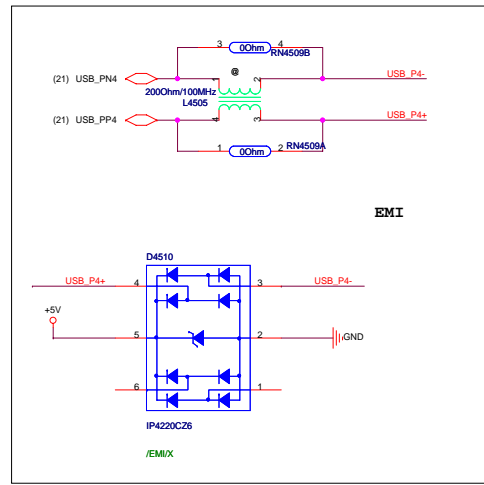 3 0Ohm 4
RN4509B
@
(21) USB_PN4 1 2 USB_P4-
200Ohm/100MHz
L4505
(21) USB_PP4 4 3 USB_P4+
1 0Ohm 2 RN4509A
EMI
D4510
USB_P4+ 4 3 USB_P4-
+5V
5 2 GND
6 1
IP4220CZ6
/EMI/X